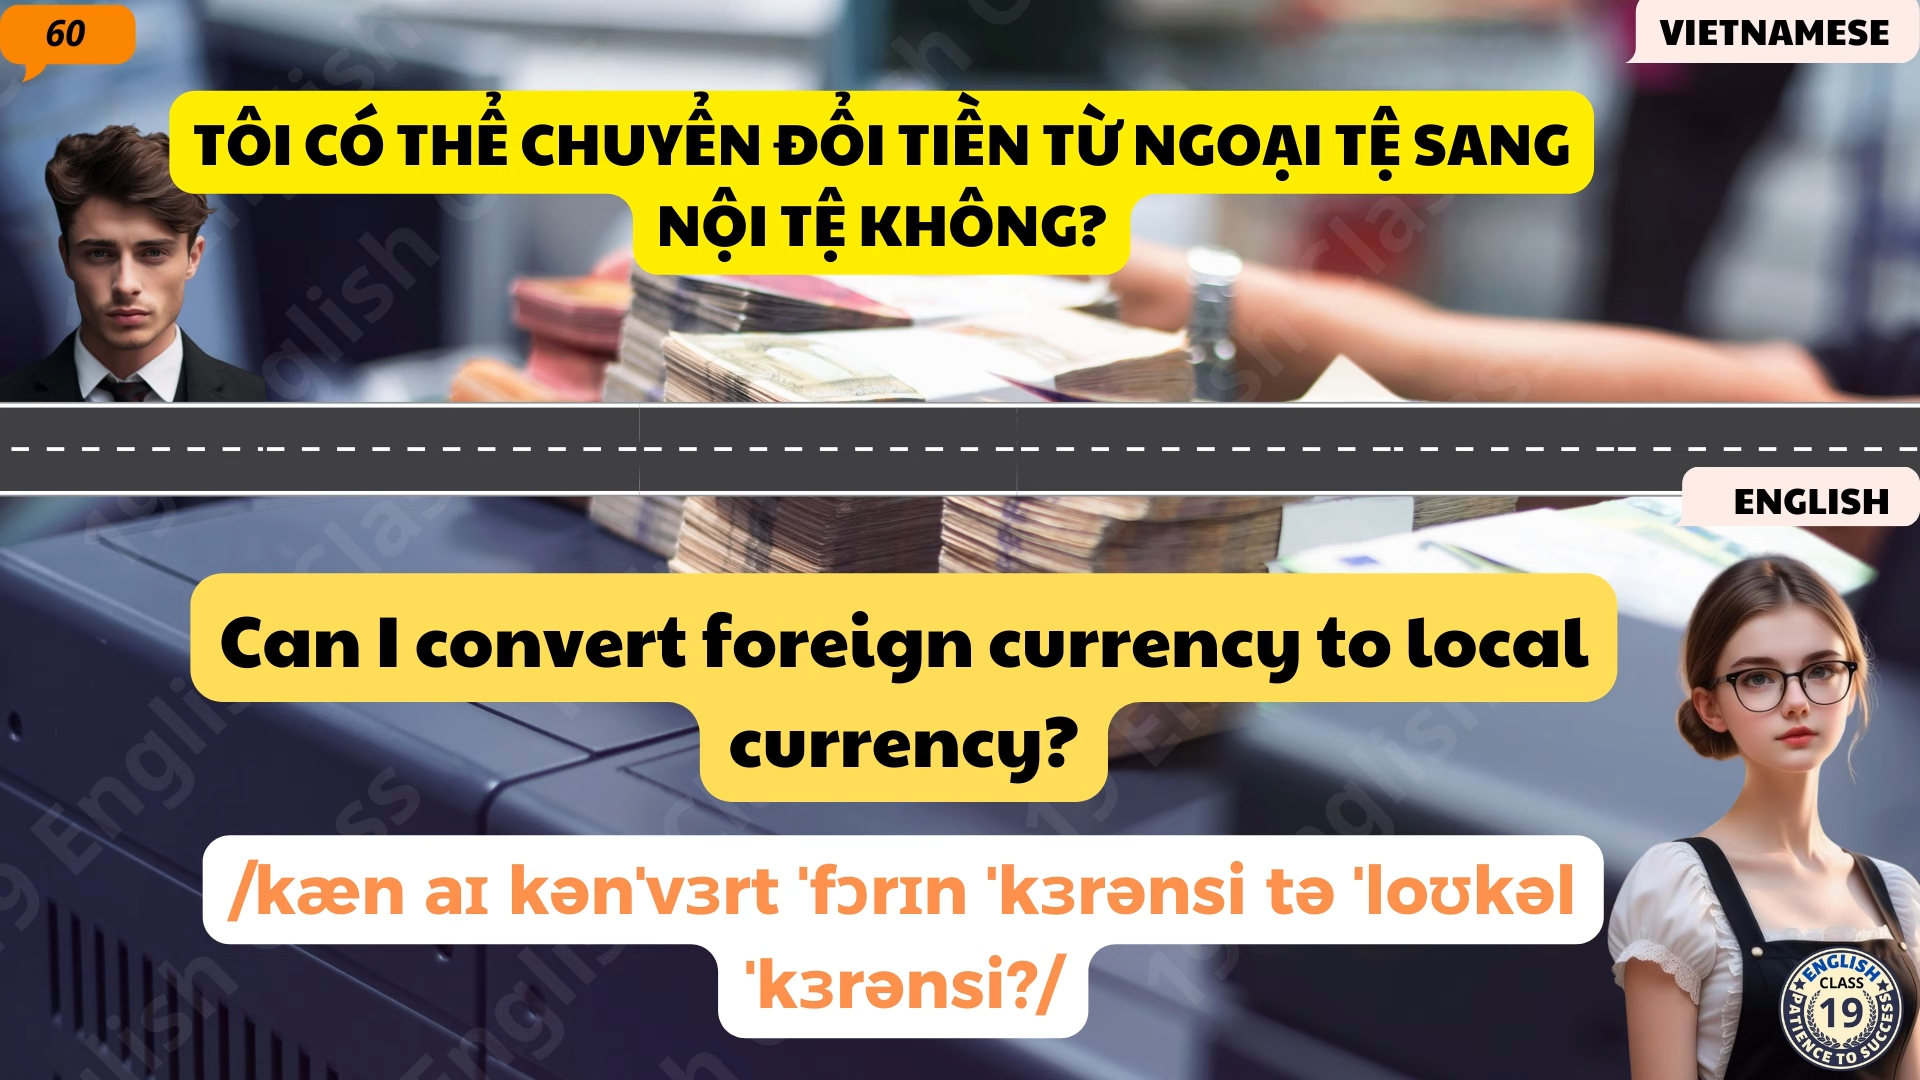 60
VIETNAMESE
TÔI CÓ THỂ CHUYỂN ĐỔI TIỀN TỪ NGOẠI TỆ SANG
NỘI TỆ KHÔNG?
ENGLISH
Can I convert foreign currency to local
currency?
/kæn aɪ kənˈvɜrt ˈfɔrɪn ˈkɜrənsi tə ˈloʊkəl
ˈkɜrənsi?/
ENGLISH
CLASS
19
PATIENCE TO SUCCESS